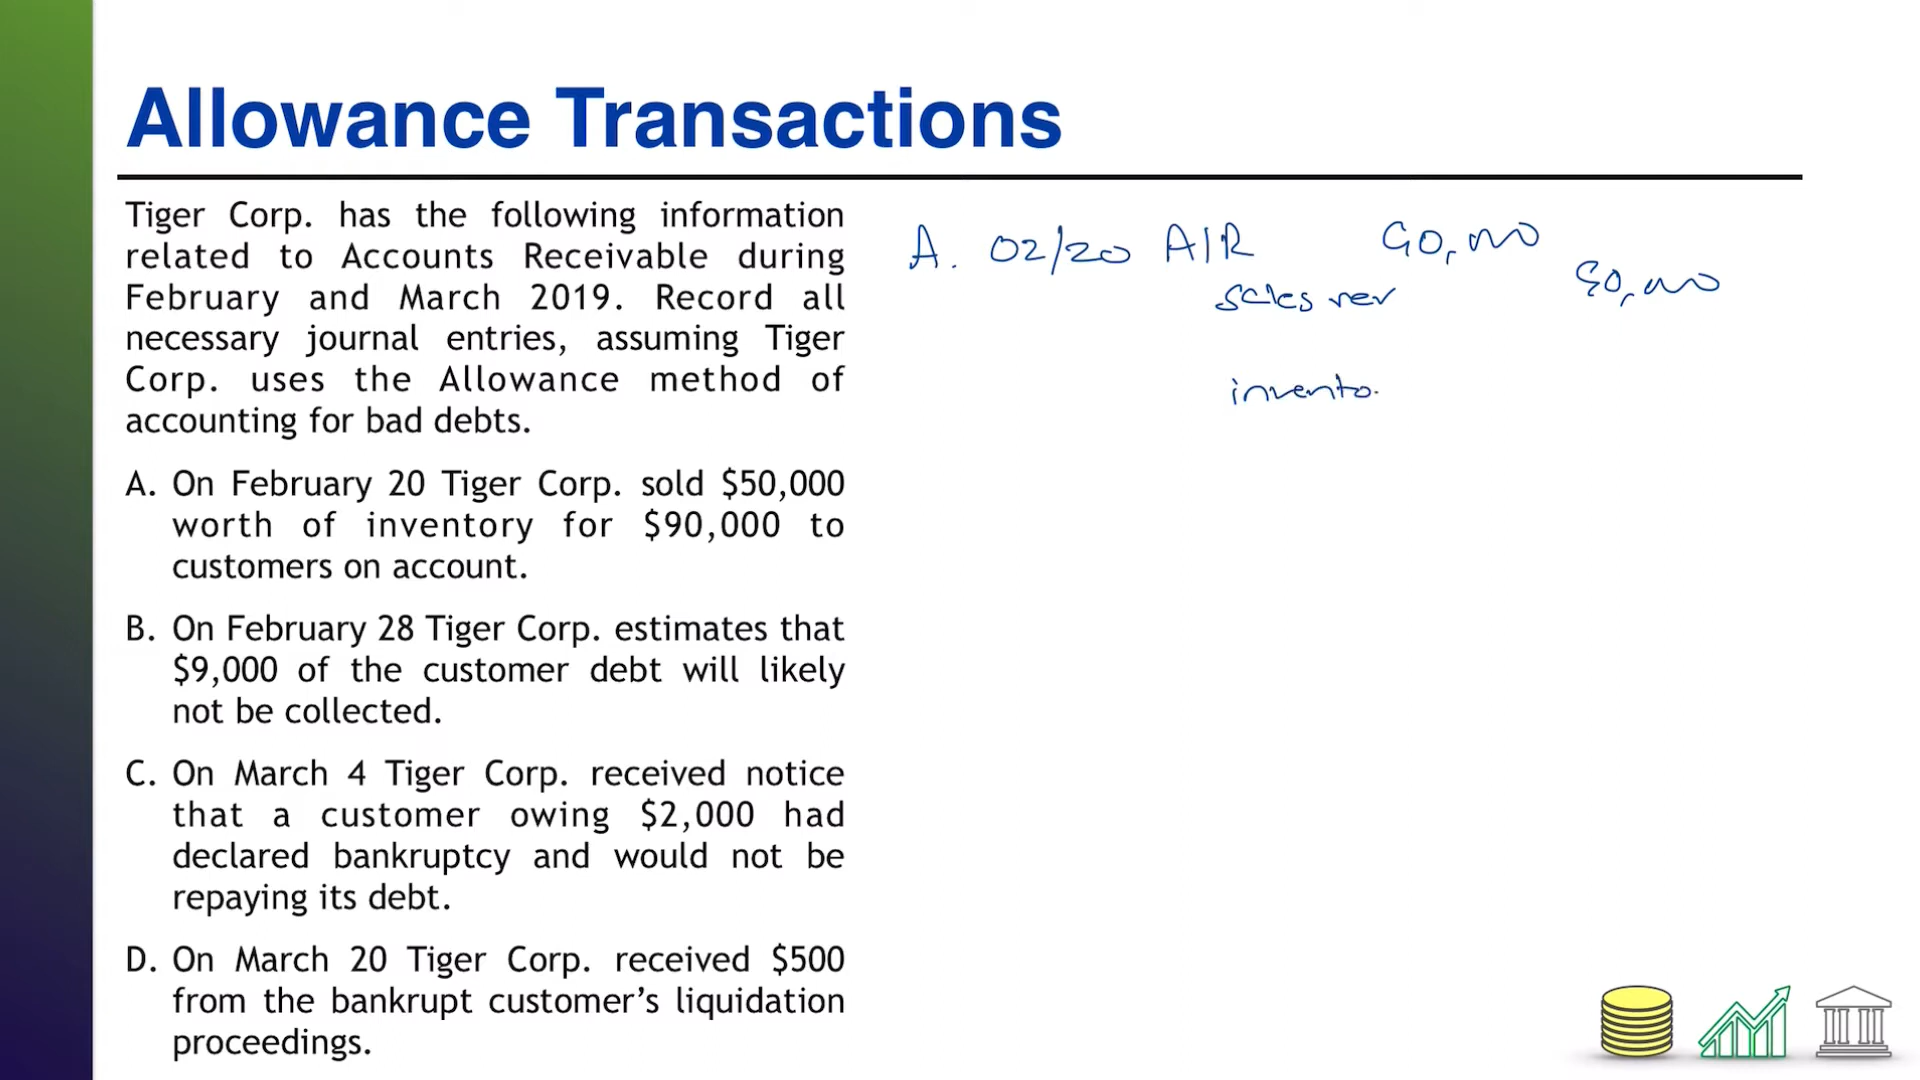 Allowance Transactions
Tiger Corp. has the following information
related to Accounts Receivable during
February and March 2019. Record all
necessary journal entries, assuming Tiger
Corp. uses the Allowance method of
accounting for bad debts.
A. On February 20 Tiger Corp. sold $50,000
worth of inventory for $90,000 to
customers on account.
B. On February 28 Tiger Corp. estimates that
$9,000 of the customer debt will likely
not be collected.
C. On March 4 Tiger Corp. received notice
that a customer owing $2,000 had
declared bankruptcy and would not be
repaying its debt.
D. On March 20 Tiger Corp. received $500
from the bankrupt customer’s liquidation
proceedings.
A. 02/20 A/R 90,000
sales rev 90,000
invento.